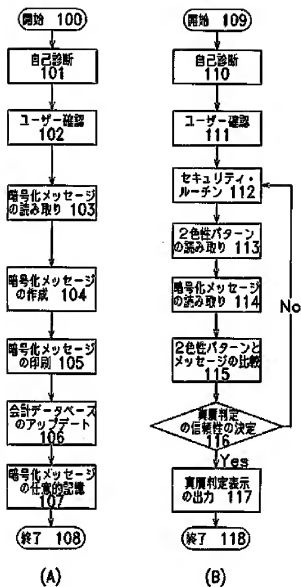 開始 100
自己診断
101
ユーザー確認
102
暗号化メッセージ
の読み取り 103
暗号化メッセージ
の作成 104
暗号化メッセージ
の印刷 105
会計データベース
のアップデート
106
暗号化メッセージ
の任意的記憶
107
終了 108
(A)
開始 109
自己診断
110
ユーザー確認
111
セキュリティ・
ルーチン 112
2色性パターン
の読み取り 113
暗号化メッセージ
の読み取り 114
2色性パターンと
メッセージの比較
115
真贋判定
の信頼性の決定
116
No
Yes
真贋判定表示
の出力 117
終了 118
(B)